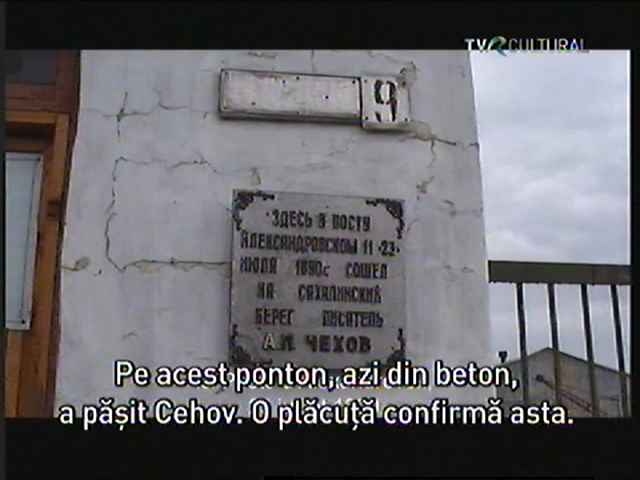 TVR CULTURAL
9
ЗДЕСЬ В ПОСТУ
АЛЕКСАНДРОВСКОМ 11-23-
ИЮЛЯ 1890г. СОШЕЛ
НА САХАЛИНСКИЙ
БЕРЕГ ПИСАТЕЛЬ
А.П. ЧЕХОВ
Pe acest ponton, azi din beton,
a pășit Cehov. O plăcuță confirmă asta.